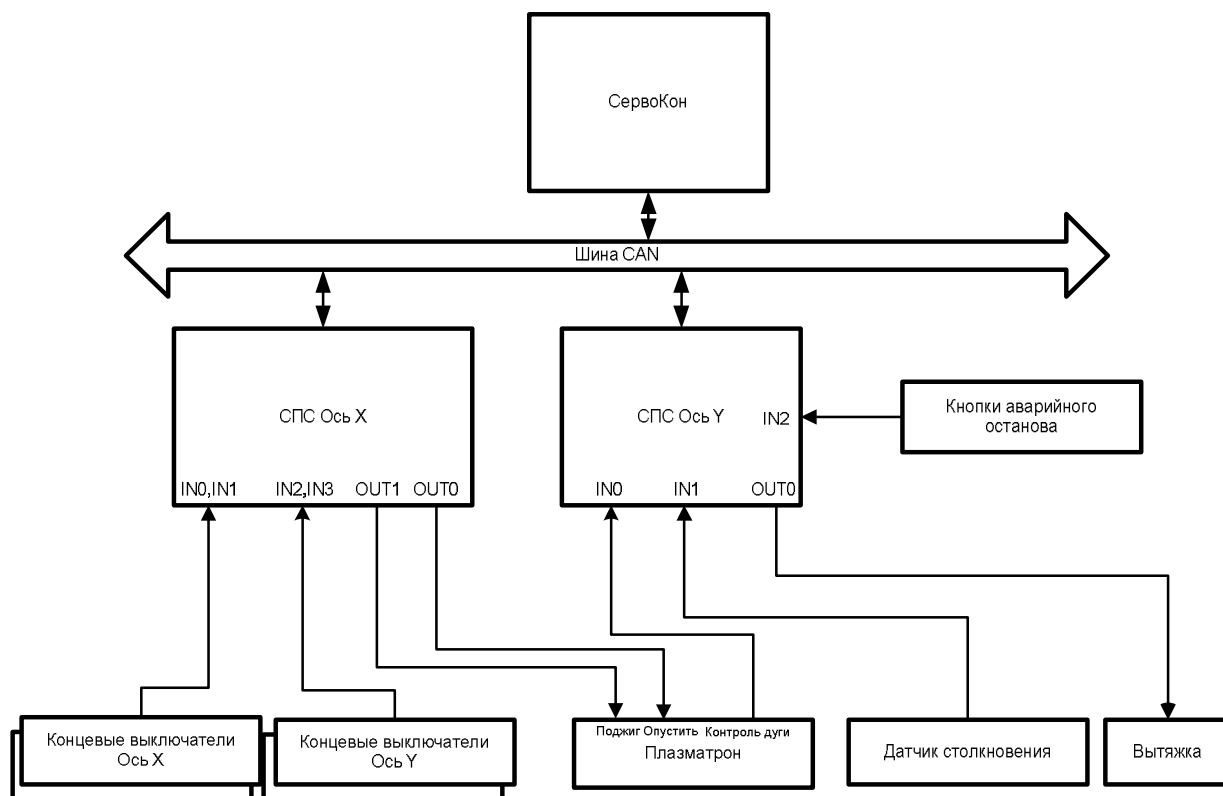 СервоКон
Шина CAN
СПС Ось X
IN0,IN1
IN2,IN3
OUT1
OUT0
СПС Ось Y
IN2
IN0
IN1
OUT0
Кнопки аварийного
останова
Концевые выключатели
Ось X
Концевые выключатели
Ось Y
Поджиг Опустить Контроль дуги
Плазматрон
Датчик столкновения
Вытяжка